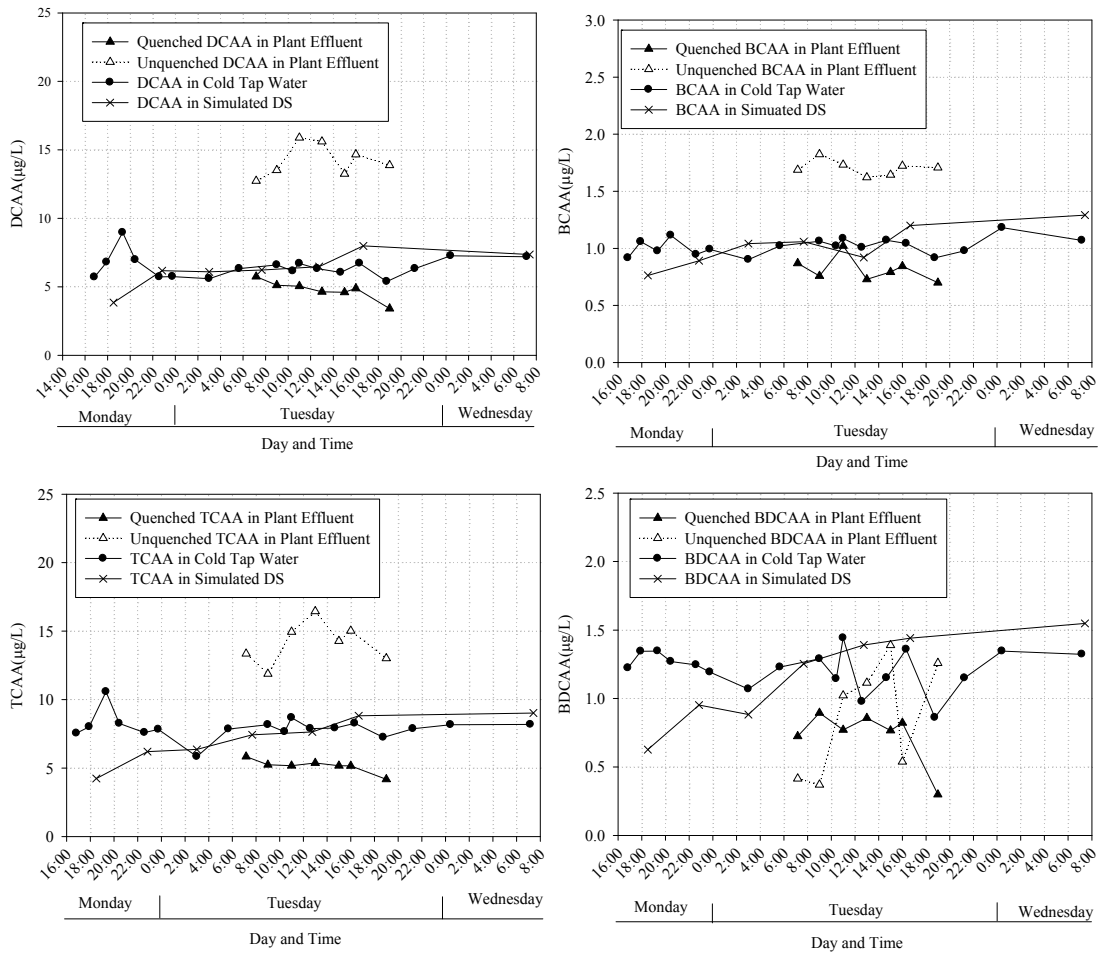 25
20
15
10
5
0
DCAA(µg/L)
Quenched DCAA in Plant Effluent
Unquenched DCAA in Plant Effluent
DCAA in Cold Tap Water
DCAA in Simulated DS
14:00 16:00 18:00 20:00 22:00 0:00 2:00 4:00 6:00 8:00 10:00 12:00 14:00 16:00 18:00 20:00 22:00 0:00 2:00 4:00 6:00 8:00
Monday Tuesday Wednesday
Day and Time
3.0
2.5
2.0
1.5
1.0
0.5
0.0
BCAA(µg/L)
Quenched BCAA in Plant Effluent
Unquenched BCAA in Plant Effluent
BCAA in Cold Tap Water
BCAA in Simuated DS
16:00 18:00 20:00 22:00 0:00 2:00 4:00 6:00 8:00 10:00 12:00 14:00 16:00 18:00 20:00 22:00 0:00 2:00 4:00 6:00 8:00
Monday Tuesday Wednesday
Day and Time
25
20
15
10
5
0
TCAA(µg/L)
Quenched TCAA in Plant Effluent
Unquenched TCAA in Plant Effluent
TCAA in Cold Tap Water
TCAA in Simulated DS
16:00 18:00 20:00 22:00 0:00 2:00 4:00 6:00 8:00 10:00 12:00 14:00 16:00 18:00 20:00 22:00 0:00 2:00 4:00 6:00 8:00
Monday Tuesday Wednesday
Day and Time
2.5
2.0
1.5
1.0
0.5
0.0
BDCAA(µg/L)
Quenched BDCAA in Plant Effluent
Unquenched BDCAA in Plant Effluent
BDCAA in Cold Tap Water
BDCAA in Simulated DS
16:00 18:00 20:00 22:00 0:00 2:00 4:00 6:00 8:00 10:00 12:00 14:00 16:00 18:00 20:00 22:00 0:00 2:00 4:00 6:00 8:00
Monday Tuesday Wednesday
Day and Time